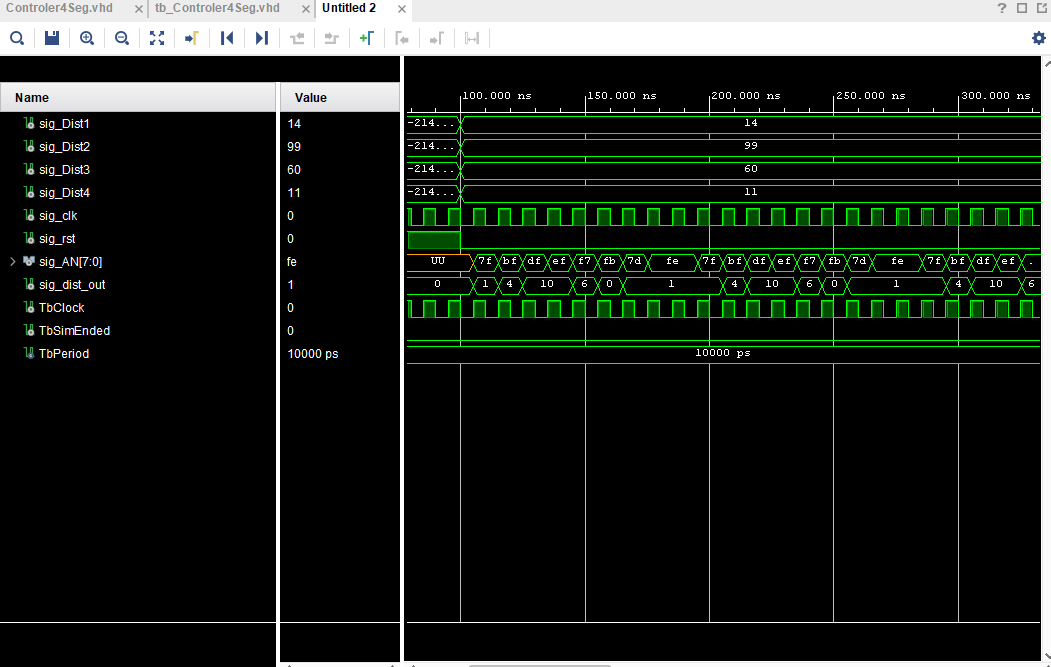 Controler4Seg.vhd × tb_Controler4Seg.vhd × Untitled 2 × ?
Name Value
100.000 ns 150.000 ns 200.000 ns 250.000 ns 300.000 ns
sig_Dist1 14 -214... 14
sig_Dist2 99 -214... 99
sig_Dist3 60 -214... 60
sig_Dist4 11 -214... 11
sig_clk 0
sig_rst 0
sig_AN[7:0] fe UU 7f bf df ef f7 fb 7d fe 7f bf df ef f7 fb 7d fe 7f bf df ef .
sig_dist_out 1 0 1 4 10 6 0 1 4 10 6 0 1 4 10 6
TbClock 0
TbSimEnded 0
TbPeriod 10000 ps 10000 ps